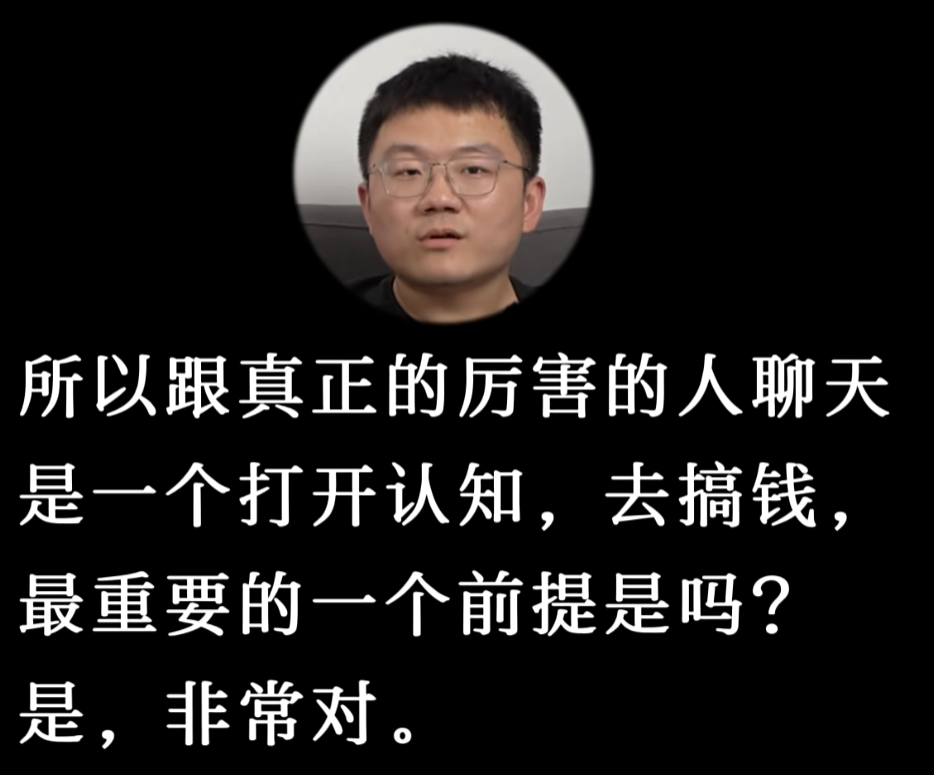 所以跟真正的厉害的人聊天
是一个打开认知，去搞钱，
最重要的一个前提是吗？
是，非常对。